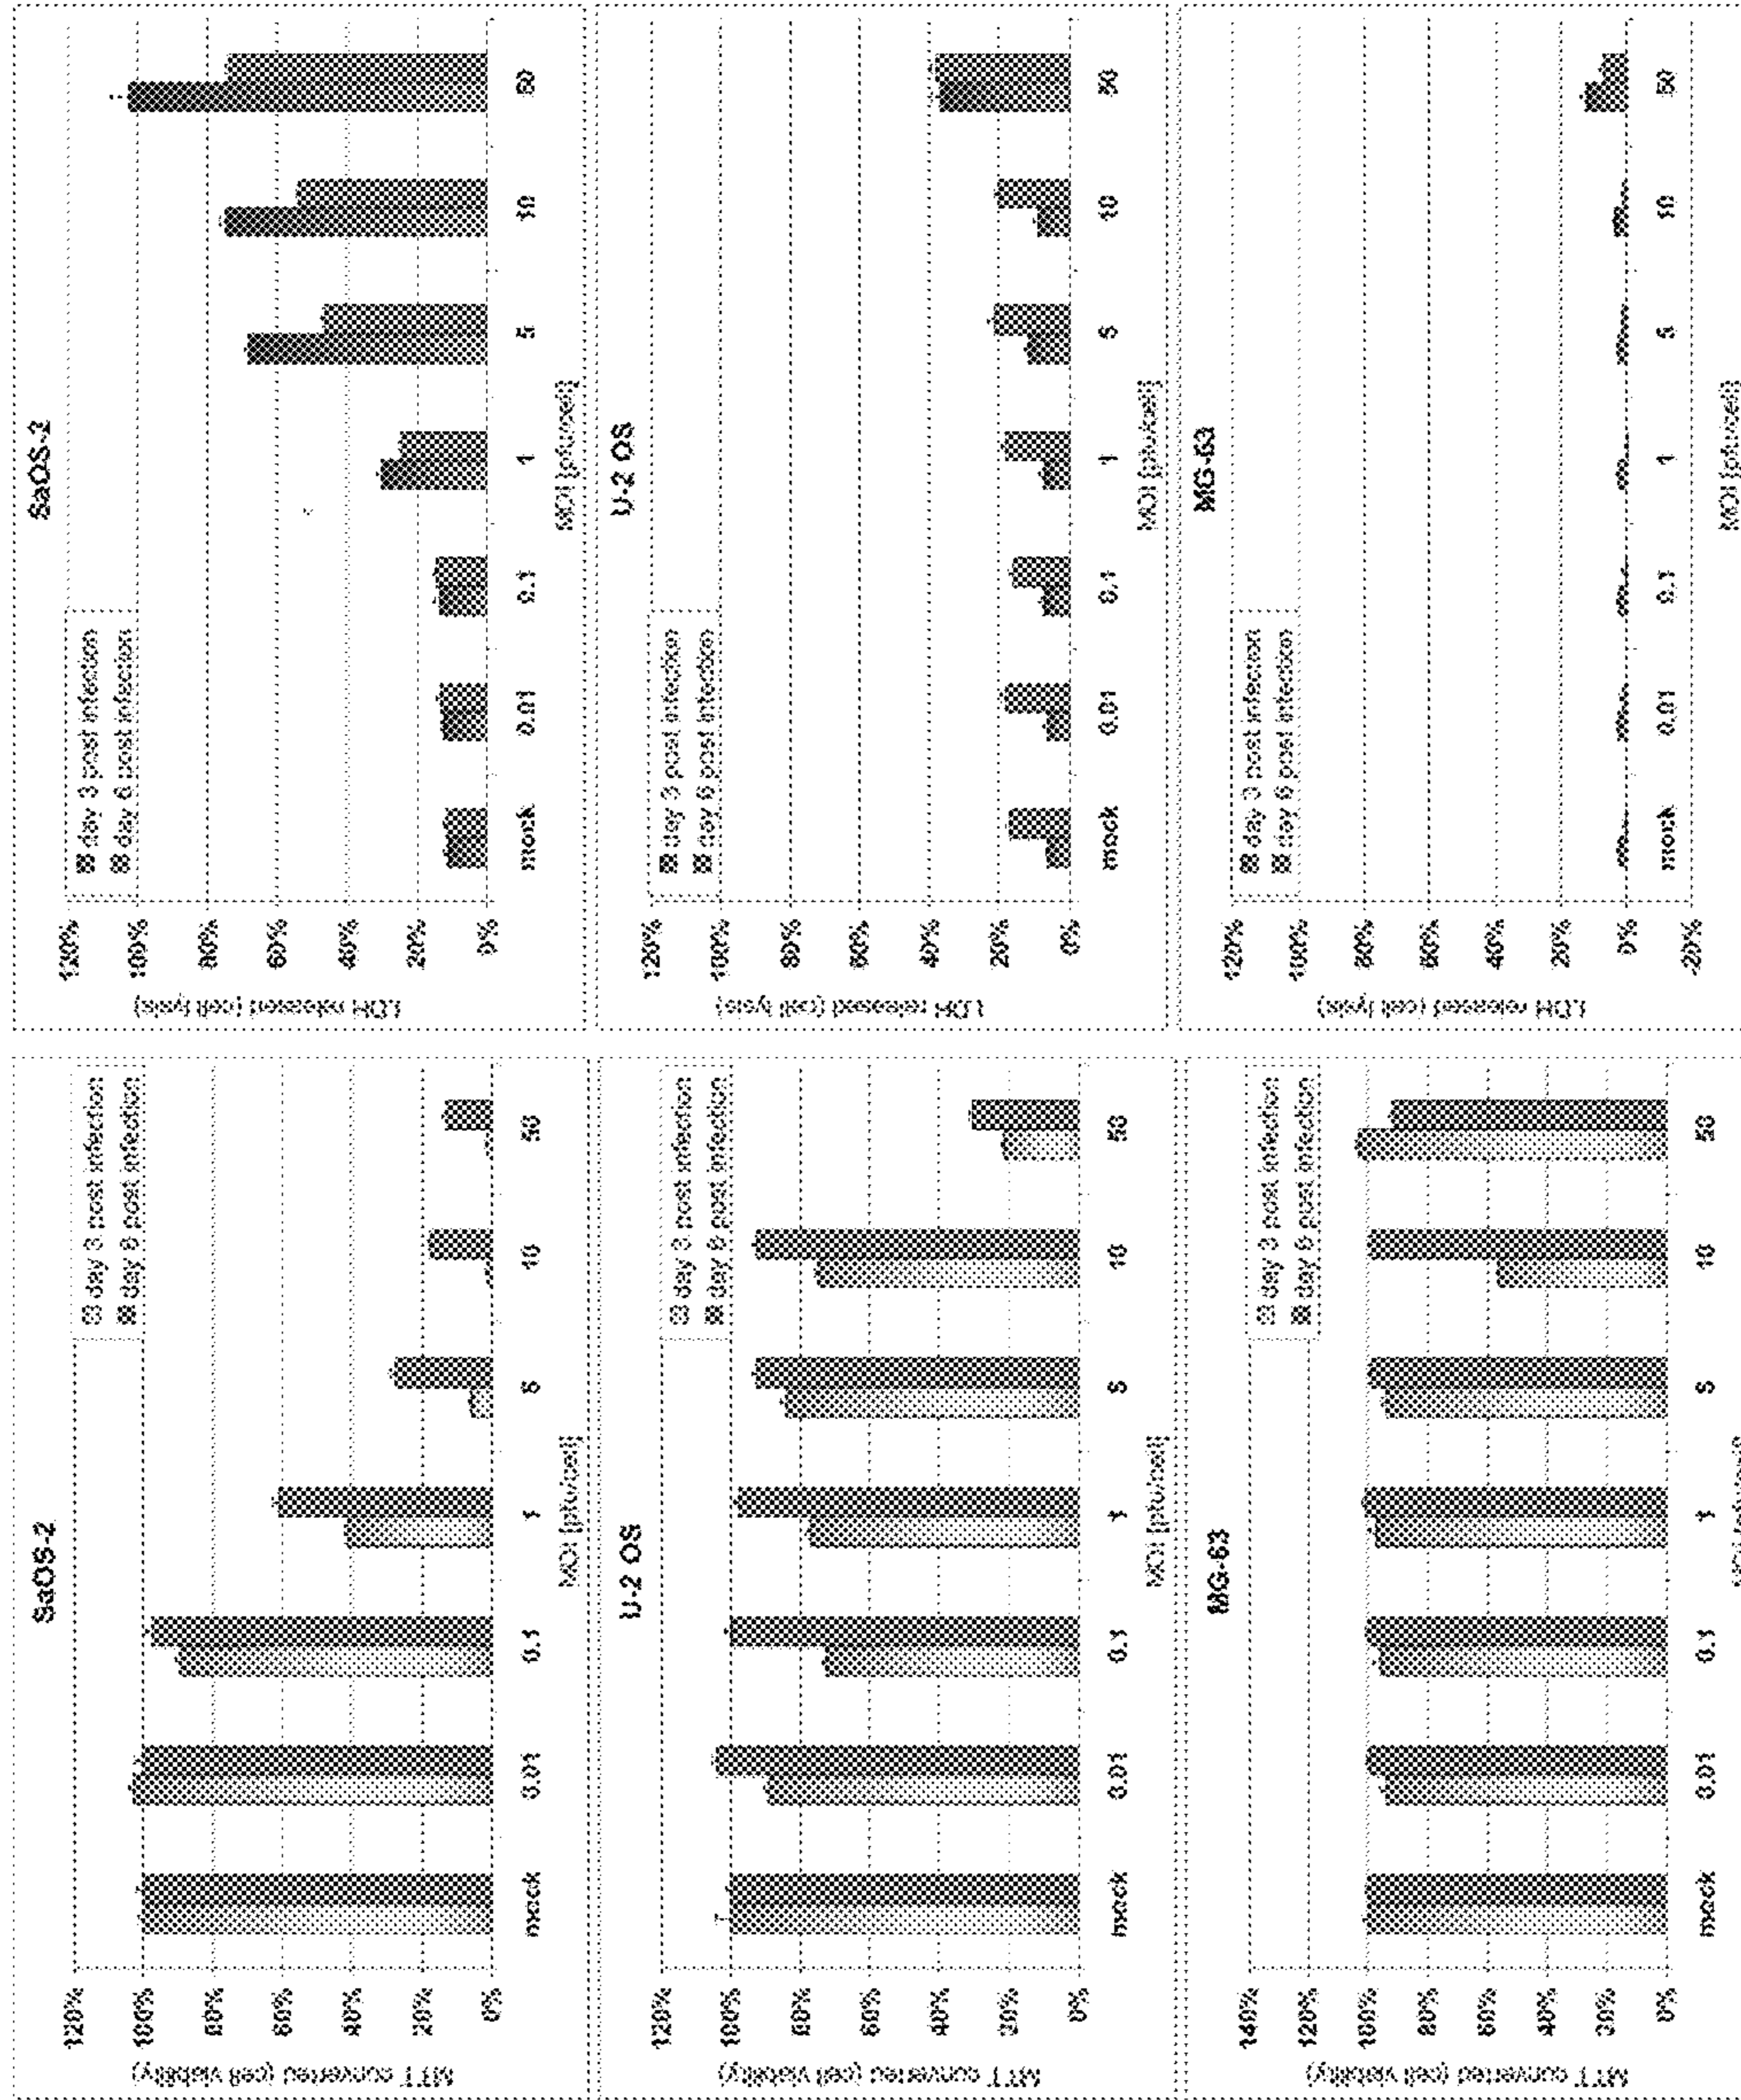 SaOS-2
MTT converted (cell viability)
120%
100%
80%
60%
40%
20%
0%
day 3 post infection
day 6 post infection
mock 0.01 0.1 1 5 10 50
MOI [pfu/cell]
SaOS-2
LDH released (cell lysis)
120%
100%
80%
60%
40%
20%
0%
day 3 post infection
day 6 post infection
mock 0.01 0.1 1 5 10 50
MOI [pfu/cell]
U-2 OS
MTT converted (cell viability)
120%
100%
80%
60%
40%
20%
0%
day 3 post infection
day 6 post infection
mock 0.01 0.1 1 5 10 50
MOI [pfu/cell]
U-2 OS
LDH released (cell lysis)
120%
100%
80%
60%
40%
20%
0%
day 3 post infection
day 6 post infection
mock 0.01 0.1 1 5 10 50
MOI [pfu/cell]
MG-63
MTT converted (cell viability)
140%
120%
100%
80%
60%
40%
20%
0%
day 3 post infection
day 6 post infection
mock 0.01 0.1 1 5 10 50
MG-63
LDH released (cell lysis)
120%
100%
80%
60%
40%
20%
0%
-20%
day 3 post infection
day 6 post infection
mock 0.01 0.1 1 5 10 50
MOI [pfu/cell]